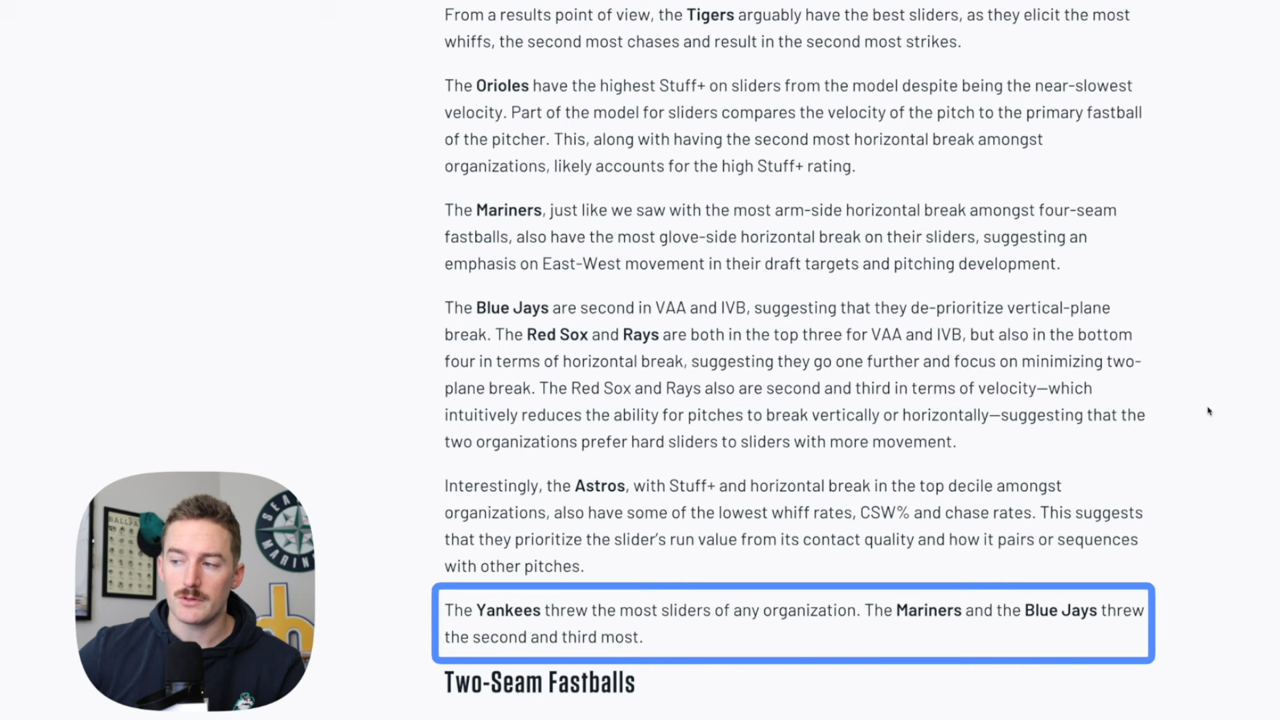 From a results point of view, the Tigers arguably have the best sliders, as they elicit the most
whiffs, the second most chases and result in the second most strikes.
The Orioles have the highest Stuff+ on sliders from the model despite being the near-slowest
velocity. Part of the model for sliders compares the velocity of the pitch to the primary fastball
of the pitcher. This, along with having the second most horizontal break amongst
organizations, likely accounts for the high Stuff+ rating.
The Mariners, just like we saw with the most arm-side horizontal break amongst four-seam
fastballs, also have the most glove-side horizontal break on their sliders, suggesting an
emphasis on East-West movement in their draft targets and pitching development.
The Blue Jays are second in VAA and IVB, suggesting that they de-prioritize vertical-plane
break. The Red Sox and Rays are both in the top three for VAA and IVB, but also in the bottom
four in terms of horizontal break, suggesting they go one further and focus on minimizing two-
plane break. The Red Sox and Rays also are second and third in terms of velocity—which
intuitively reduces the ability for pitches to break vertically or horizontally—suggesting that the
two organizations prefer hard sliders to sliders with more movement.
Interestingly, the Astros, with Stuff+ and horizontal break in the top decile amongst
organizations, also have some of the lowest whiff rates, CSW% and chase rates. This suggests
that they prioritize the slider's run value from its contact quality and how it pairs or sequences
with other pitches.
The Yankees threw the most sliders of any organization. The Mariners and the Blue Jays threw
the second and third most.
Two-Seam Fastballs
BALLPA
SEA
MARIN